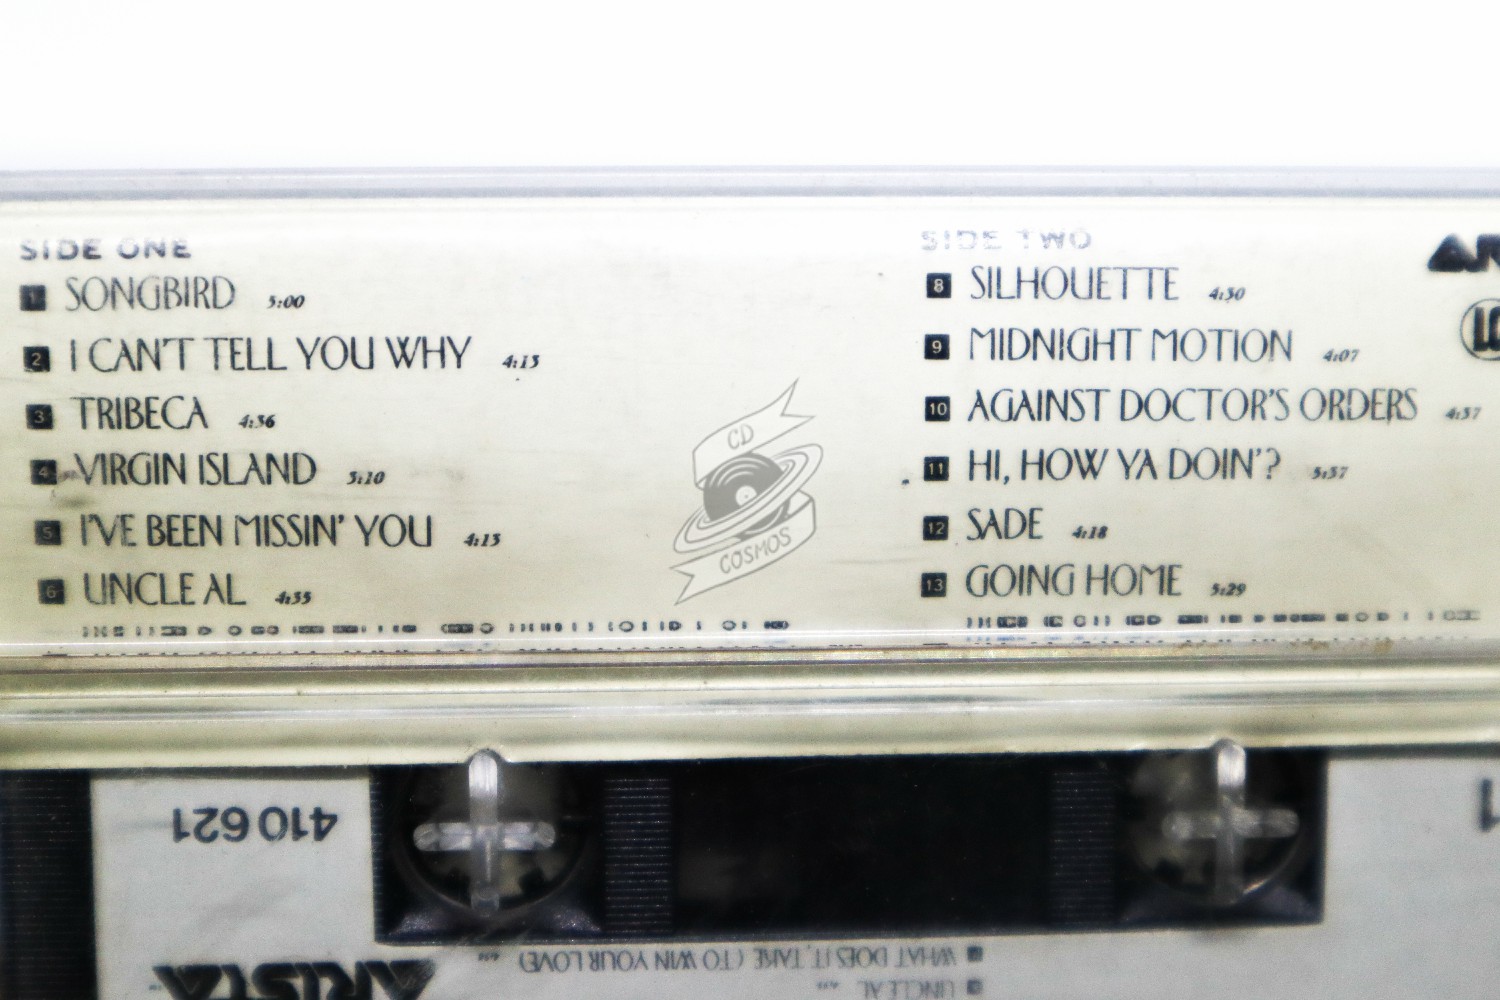 SIDE ONE
1 SONGBIRD 5:00
2 I CAN'T TELL YOU WHY 4:13
3 TRIBECA 4:36
4 VIRGIN ISLAND 5:10
5 I'VE BEEN MISSIN' YOU 4:13
6 UNCLE AL 4:35
SIDE TWO
8 SILHOUETTE 4:30
9 MIDNIGHT MOTION 4:07
10 AGAINST DOCTOR'S ORDERS 4:37
11 HI, HOW YA DOIN'? 5:37
12 SADE 4:18
13 GOING HOME 5:29
CD
COSMOS
410 621
WHAT DOES IT TAKE (TO WIN YOUR LOVE)
UNCLE AL
ARISTA